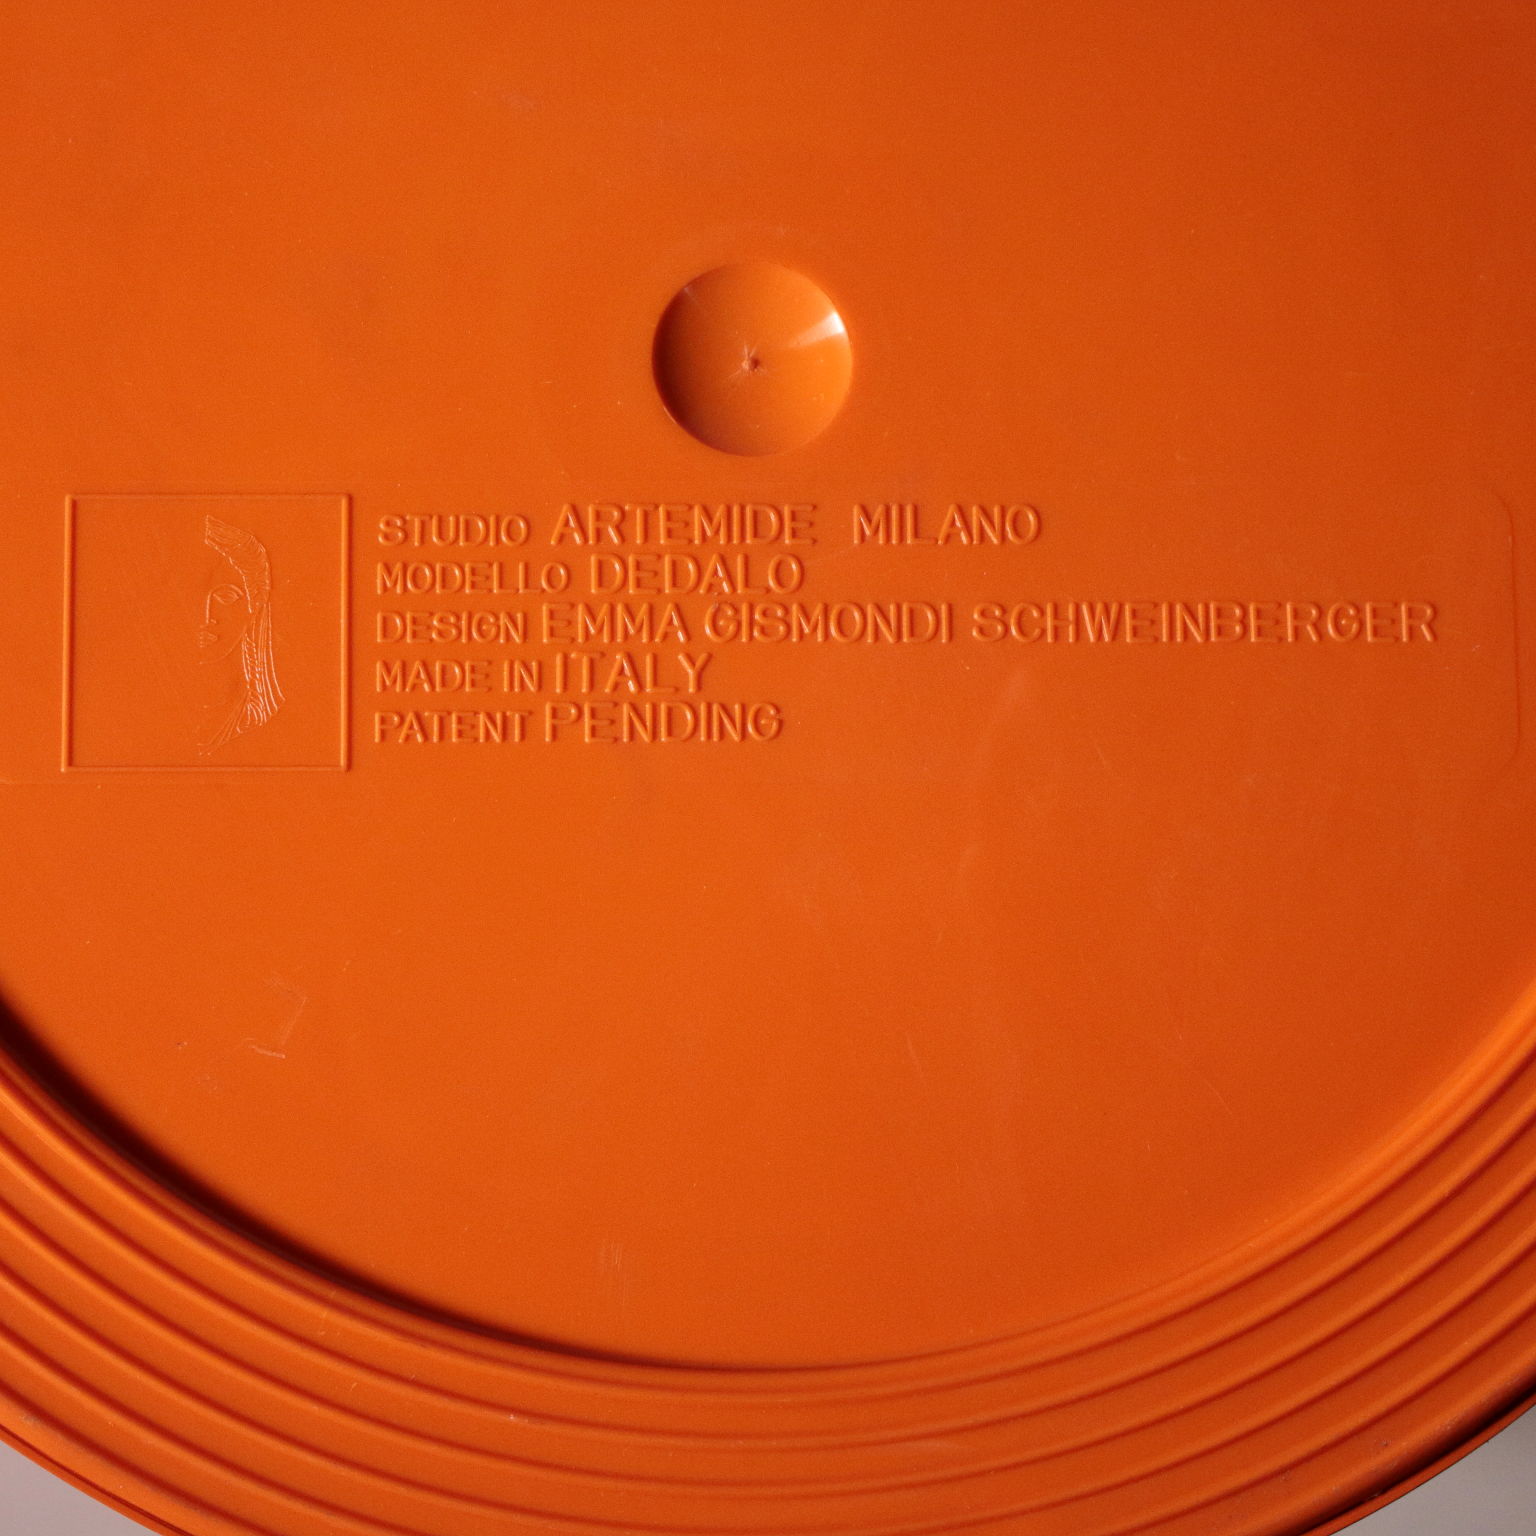 STUDIO ARTEMIDE MILANO
MODELLO DEDALO
DESIGN EMMA GISMONDI SCHWEINBERGER
MADE IN ITALY
PATENT PENDING